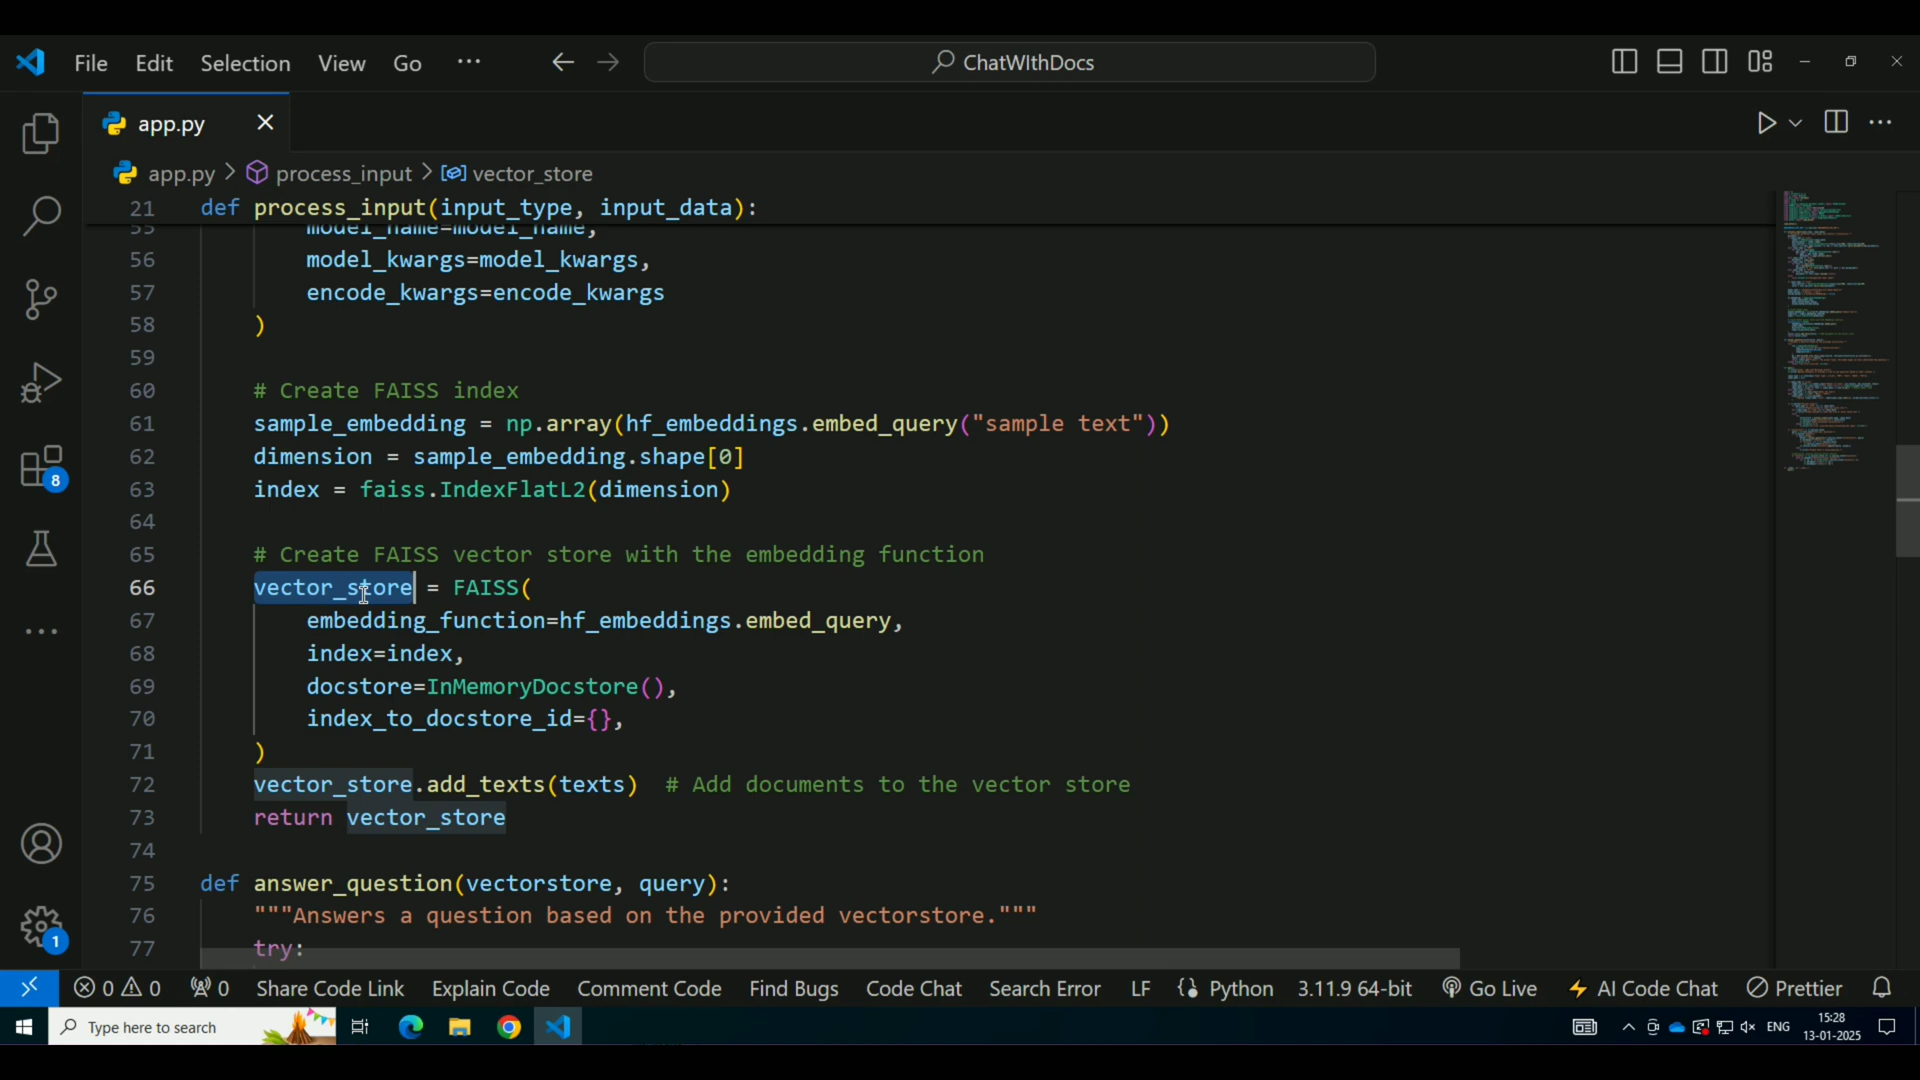 File Edit Selection View Go ··· ChatWIthDocs
app.py
app.py > process_input > vector_store
21 def process_input(input_type, input_data):
55 model_name=model_name,
56 model_kwargs=model_kwargs,
57 encode_kwargs=encode_kwargs
58 )
59
60 # Create FAISS index
61 sample_embedding = np.array(hf_embeddings.embed_query("sample text"))
62 dimension = sample_embedding.shape[0]
63 index = faiss.IndexFlatL2(dimension)
64
65 # Create FAISS vector store with the embedding function
66 vector_store = FAISS(
67 embedding_function=hf_embeddings.embed_query,
68 index=index,
69 docstore=InMemoryDocstore(),
70 index_to_docstore_id={},
71 )
72 vector_store.add_texts(texts)  # Add documents to the vector store
73 return vector_store
74
75 def answer_question(vectorstore, query):
76 """Answers a question based on the provided vectorstore."""
77 try:
8
1
0 0 0 Share Code Link Explain Code Comment Code Find Bugs Code Chat Search Error LF {} Python 3.11.9 64-bit Go Live AI Code Chat Prettier
Type here to search ENG 15:28
13-01-2025